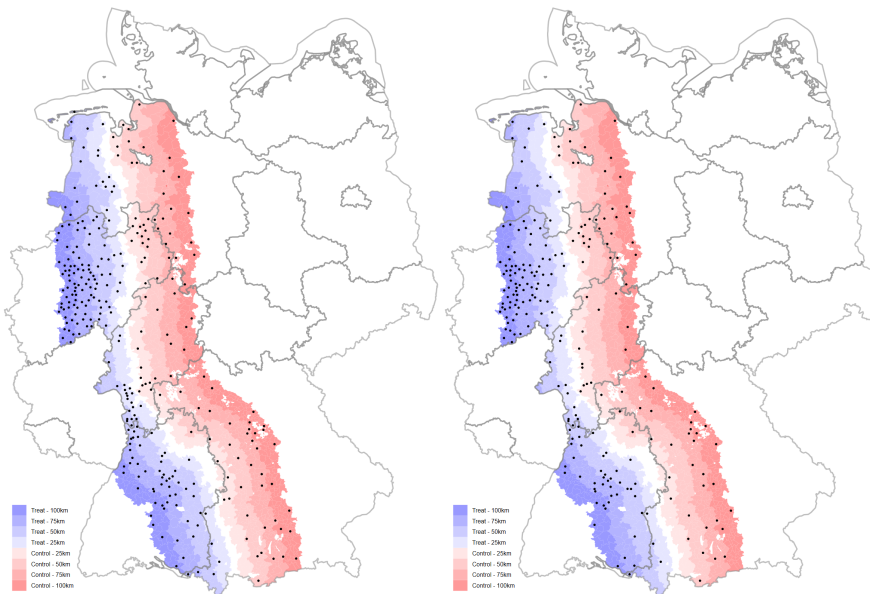 Treat - 100km
Treat - 75km
Treat - 50km
Treat - 25km
Control - 25km
Control - 50km
Control - 75km
Control - 100km
Treat - 100km
Treat - 75km
Treat - 50km
Treat - 25km
Control - 25km
Control - 50km
Control - 75km
Control - 100km